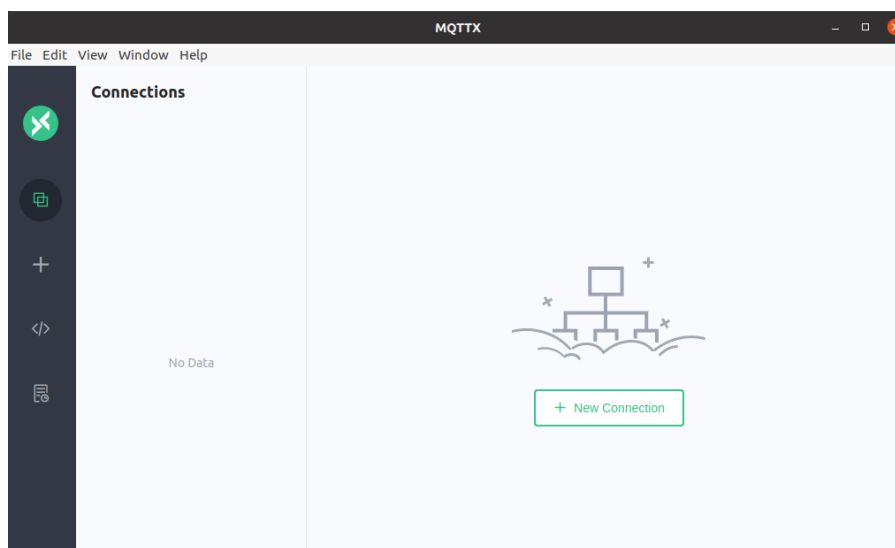 MQTTX
File Edit View Window Help
Connections
No Data
+ New Connection